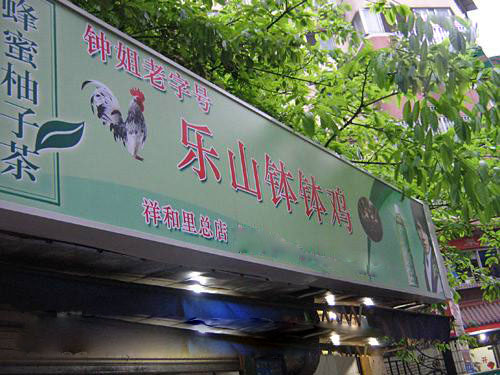 蜂蜜柚子茶
钟姐老字号
乐山钵钵鸡
祥和里总店